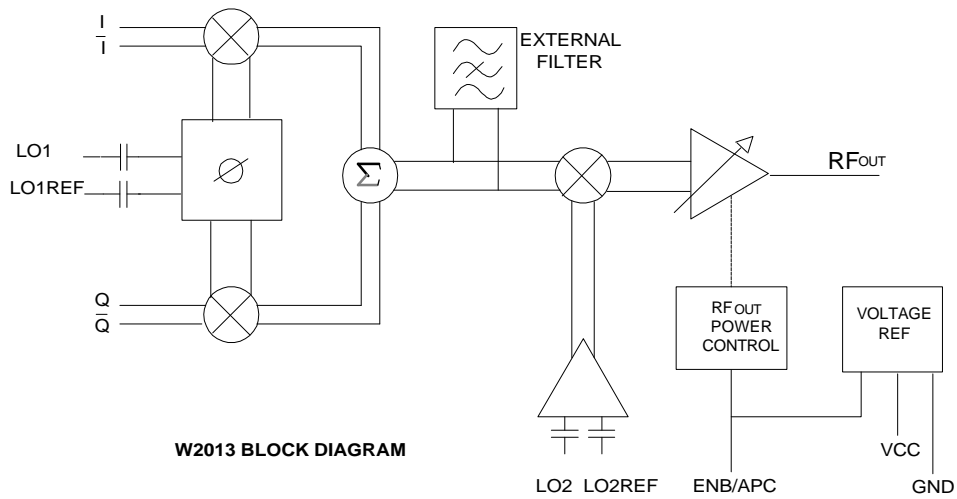 I
I
EXTERNAL
FILTER
LO1
LO1REF
Ø
Σ
RFOUT
Q
Q
RFOUT
POWER
CONTROL
VOLTAGE
REF
W2013 BLOCK DIAGRAM
VCC
LO2 LO2REF
ENB/APC
GND